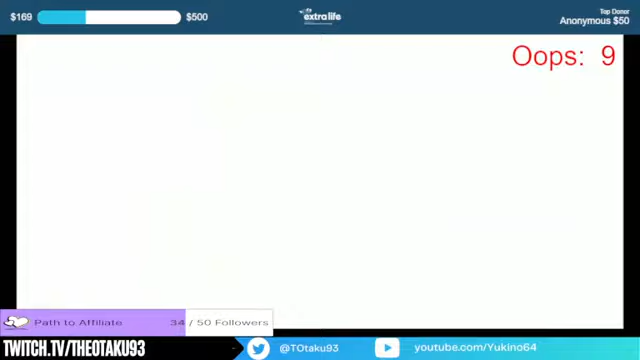 $169 $500 extra life Top Donor
Anonymous $50
Oops: 9
Path to Affiliate 34 / 50 Followers
TWITCH.TV/THEOTAKU93 @TOtaku93 youtube.com/Yukino64